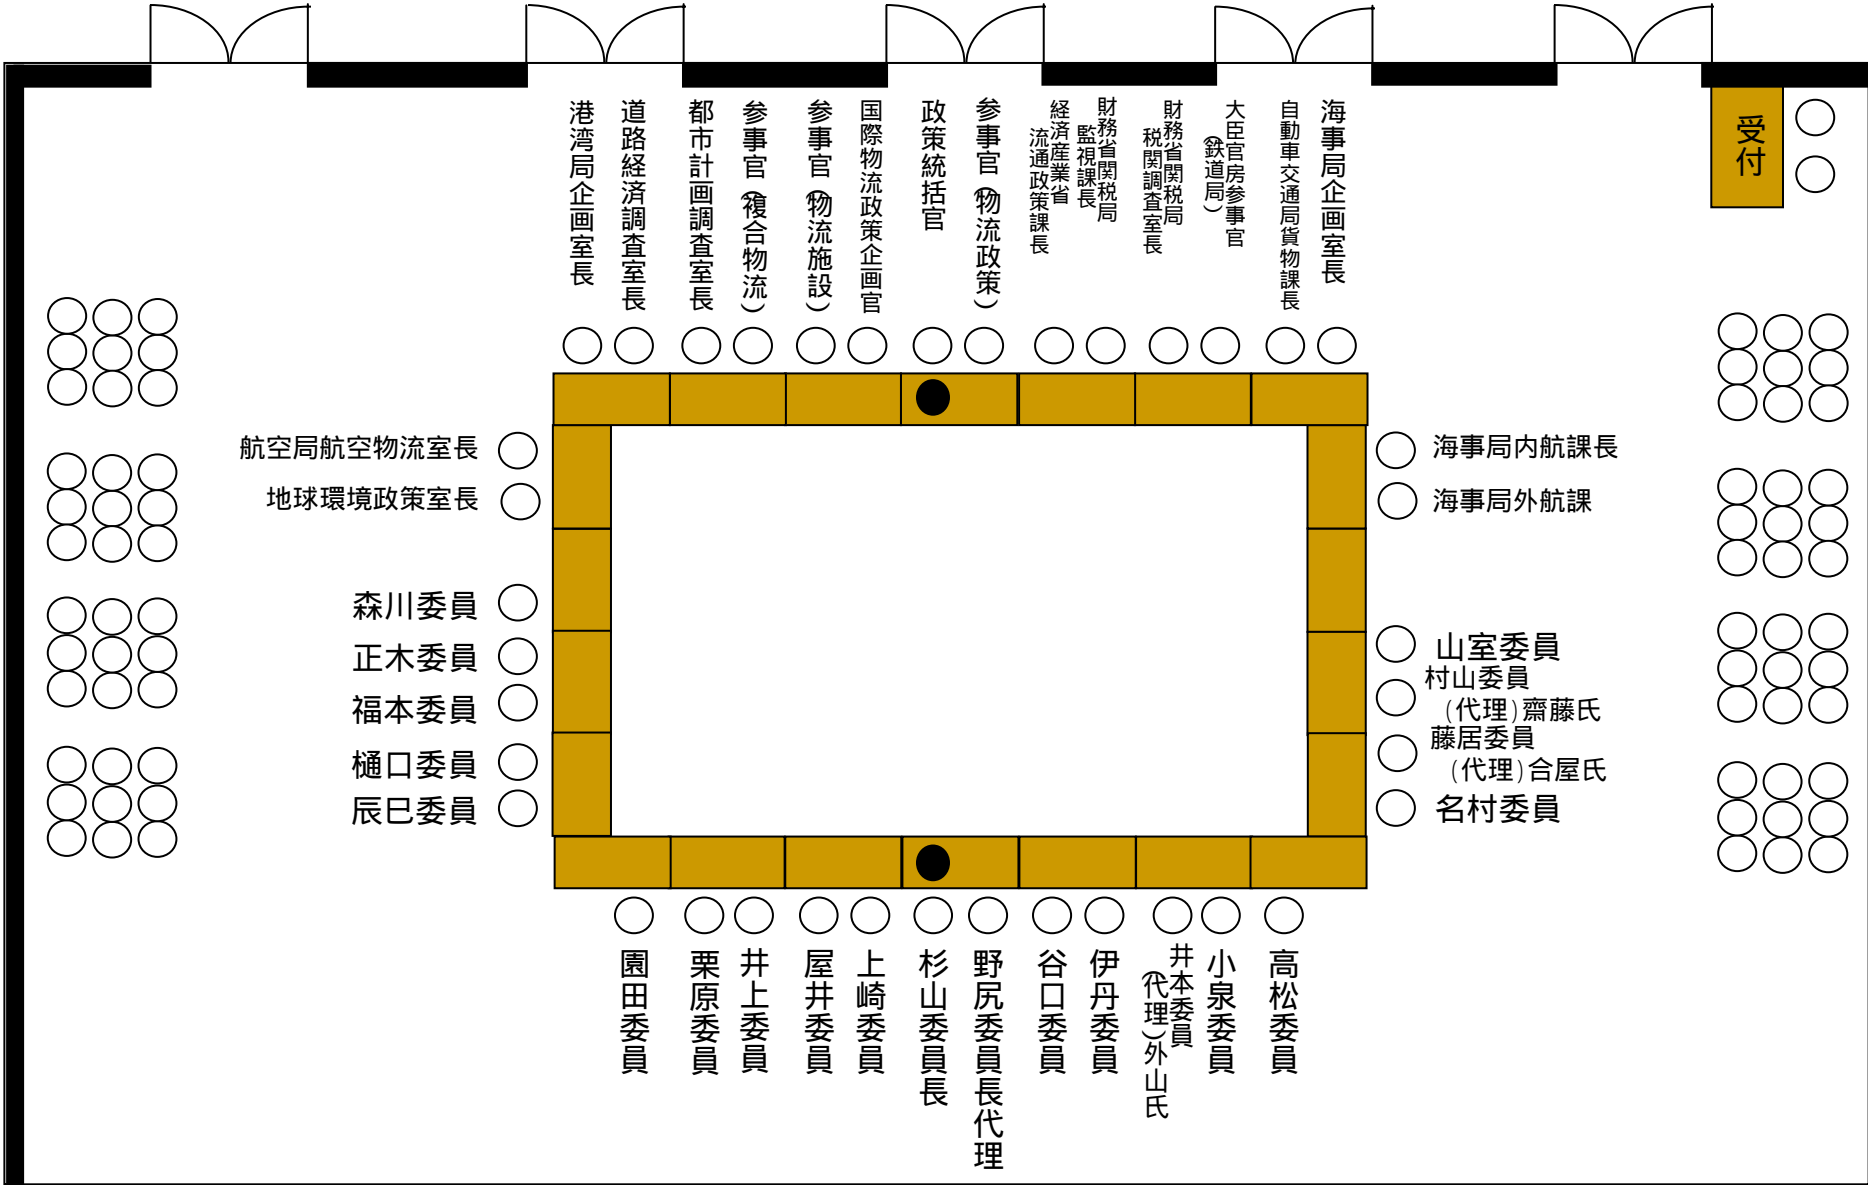 港湾局企画室長
道路経済調査室長
都市計画調査室長
参事官(複合物流)
参事官(物流施設)
国際物流政策企画官
政策統括官
参事官(物流政策)
経済産業省
流通政策課長
財務省関税局
監視課長
財務省関税局
税関調査室長
大臣官房参事官
(鉄道局)
自動車交通局貨物課長
海事局企画室長
受付
航空局航空物流室長
地球環境政策室長
森川委員
正木委員
福本委員
樋口委員
辰巳委員
海事局内航課長
海事局外航課
山室委員
村山委員
(代理)齋藤氏
藤居委員
(代理)合屋氏
名村委員
園田委員
栗原委員
井上委員
屋井委員
上崎委員
杉山委員長
野尻委員長代理
谷口委員
伊丹委員
井本委員
(代理)外山氏
小泉委員
高松委員